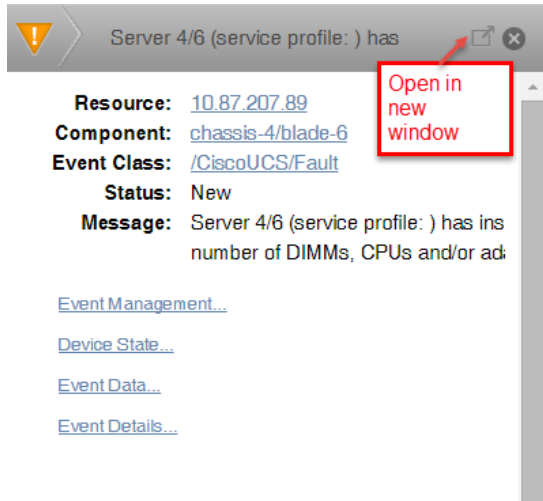 Server 4/6 (service profile: ) has
Open in
new
window
Resource: 10.87.207.89
Component: chassis-4/blade-6
Event Class: /CiscoUCS/Fault
Status: New
Message: Server 4/6 (service profile: ) has ins
number of DIMMs, CPUs and/or ada
Event Management...
Device State...
Event Data...
Event Details...